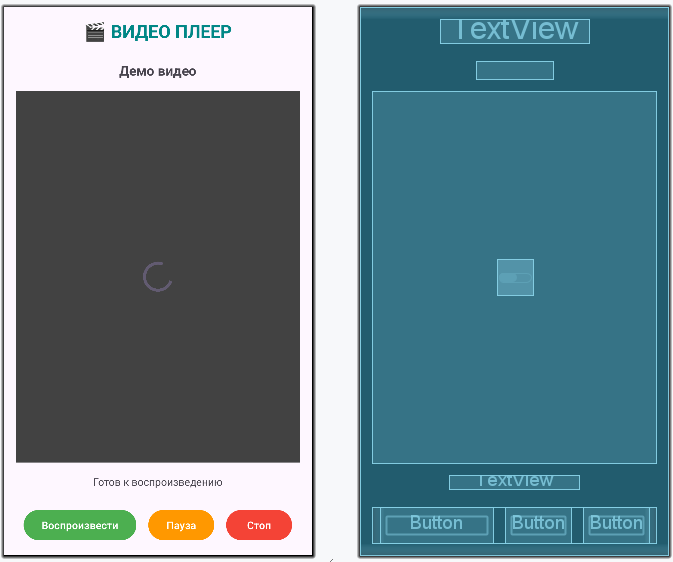 🎬 ВИДЕО ПЛЕЕР
Демо видео
Готов к воспроизведению
Воспроизвести
Пауза
Стоп
TextView
TextView
Button
Button
Button